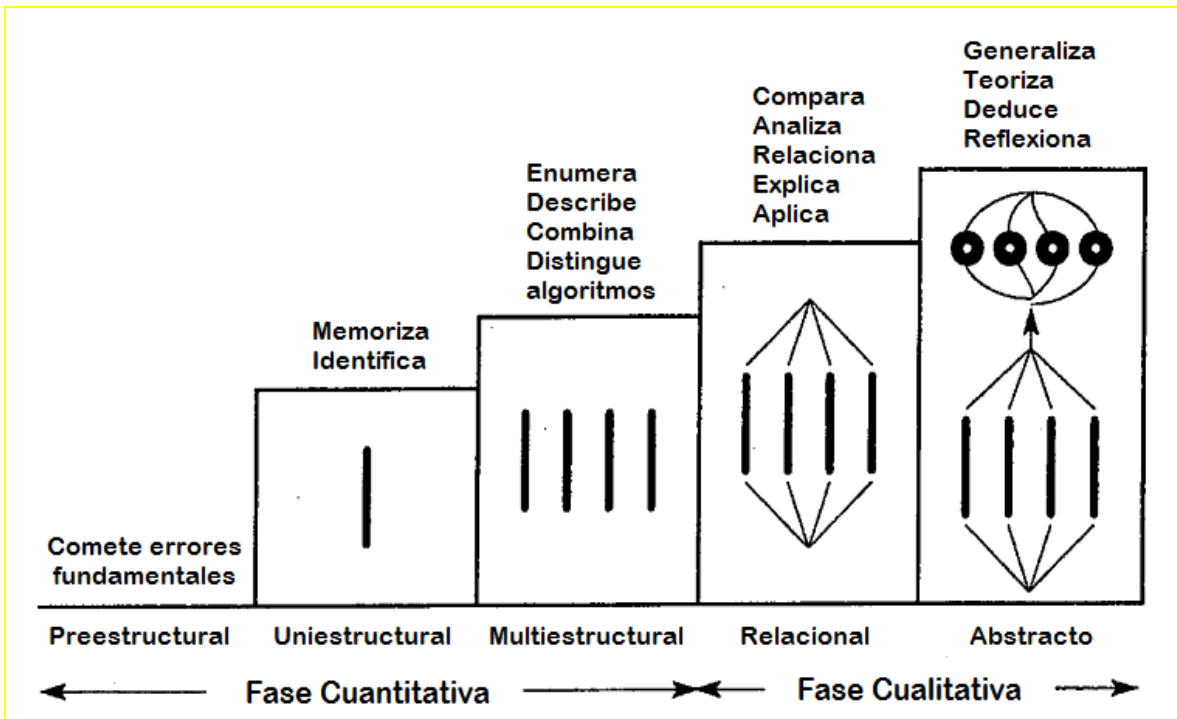 Generaliza
Teoriza
Deduce
Reflexiona
Compara
Analiza
Relaciona
Explica
Aplica
Enumera
Describe
Combina
Distingue
algoritmos
Memoriza
Identifica
Comete errores
fundamentales
Preestructural
Uniestructural
Multiestructural
Relacional
Abstracto
Fase Cuantitativa
Fase Cualitativa